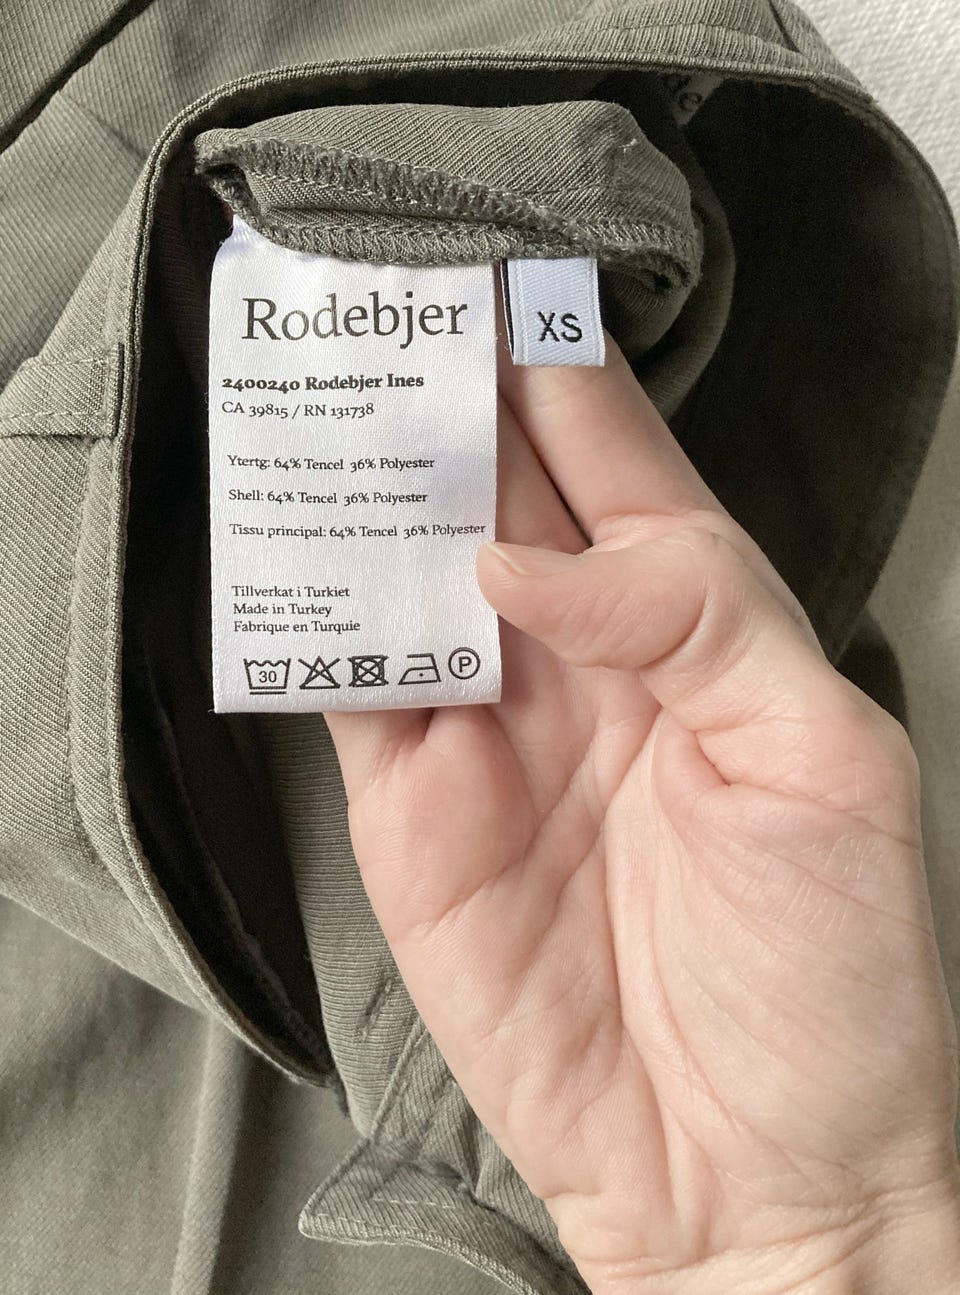 Rodebjer
XS
2400240 Rodebjer Ines
CA 39815 / RN 131738
Ytertg: 64% Tencel 36% Polyester
Shell: 64% Tencel 36% Polyester
Tissu principal: 64% Tencel 36% Polyester
Tillverkat i Turkiet
Made in Turkey
Fabrique en Turquie
30
P